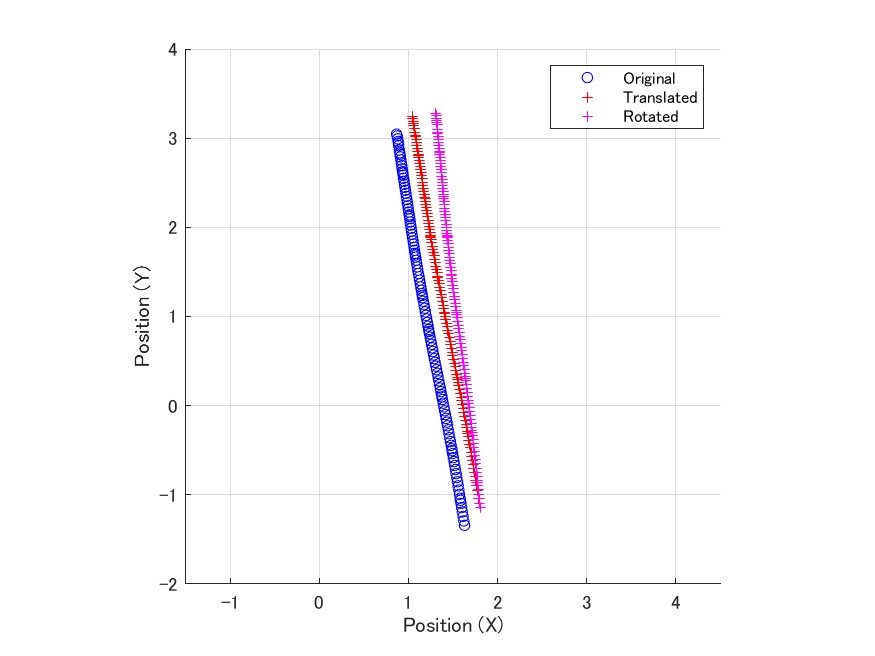 4
3
2
1
0
−1
−2
Position (Y)
Original
Translated
Rotated
−1 0 1 2 3 4
Position (X)